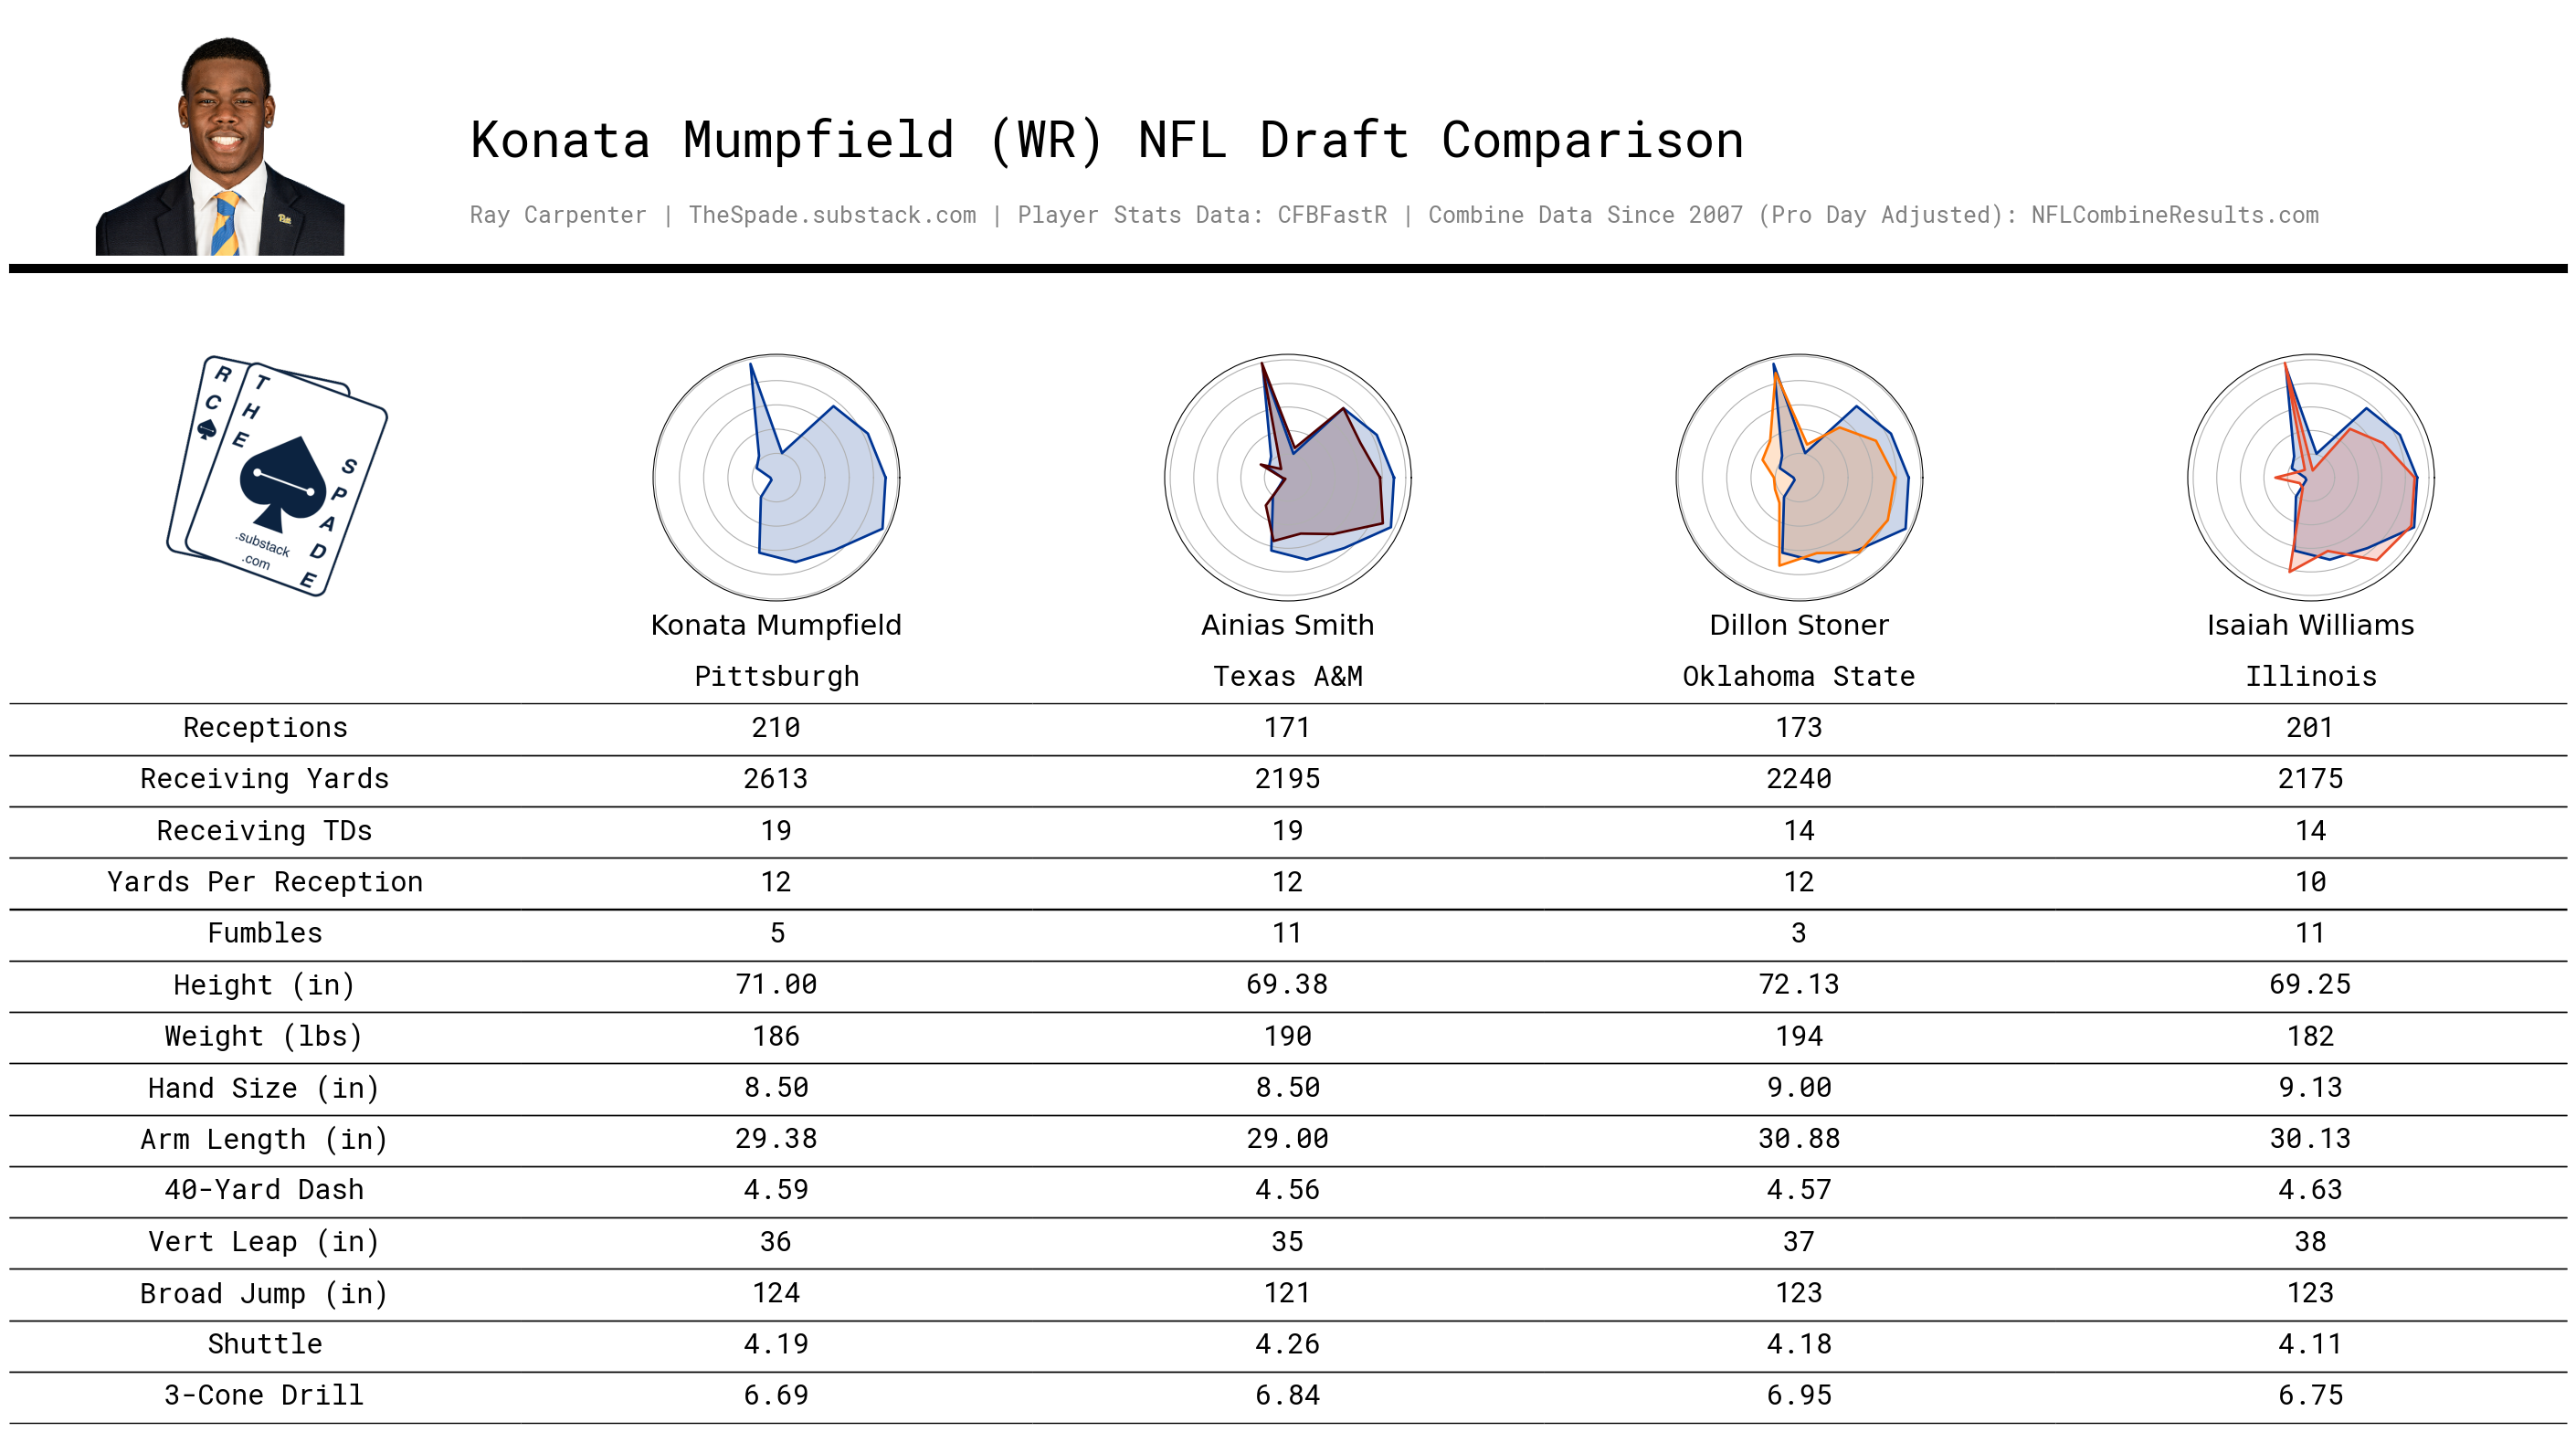 Konata Mumpfield (WR) NFL Draft Comparison
Ray Carpenter | TheSpade.substack.com | Player Stats Data: CFBFastR | Combine Data Since 2007 (Pro Day Adjusted): NFLCombineResults.com
Pitt
RC
THE
SPADE
.substack
.com
Konata Mumpfield Ainias Smith Dillon Stoner Isaiah Williams
Pittsburgh Texas A&M Oklahoma State Illinois
Receptions 210 171 173 201
Receiving Yards 2613 2195 2240 2175
Receiving TDs 19 19 14 14
Yards Per Reception 12 12 12 10
Fumbles 5 11 3 11
Height (in) 71.00 69.38 72.13 69.25
Weight (lbs) 186 190 194 182
Hand Size (in) 8.50 8.50 9.00 9.13
Arm Length (in) 29.38 29.00 30.88 30.13
40-Yard Dash 4.59 4.56 4.57 4.63
Vert Leap (in) 36 35 37 38
Broad Jump (in) 124 121 123 123
Shuttle 4.19 4.26 4.18 4.11
3-Cone Drill 6.69 6.84 6.95 6.75